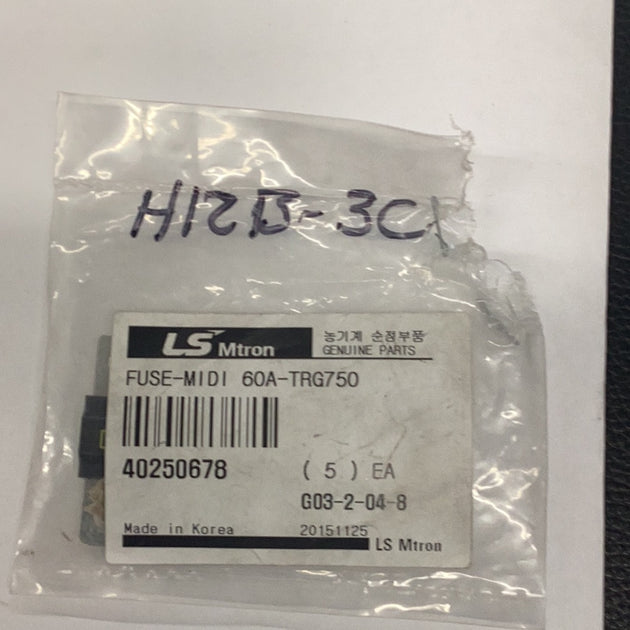 H12B-3C1
LS Mtron
농기계 순정부품
GENUINE PARTS
FUSE-MIDI 60A-TRG750
40250678
( 5 ) EA
G03-2-04-8
Made in Korea
20151125
LS Mtron